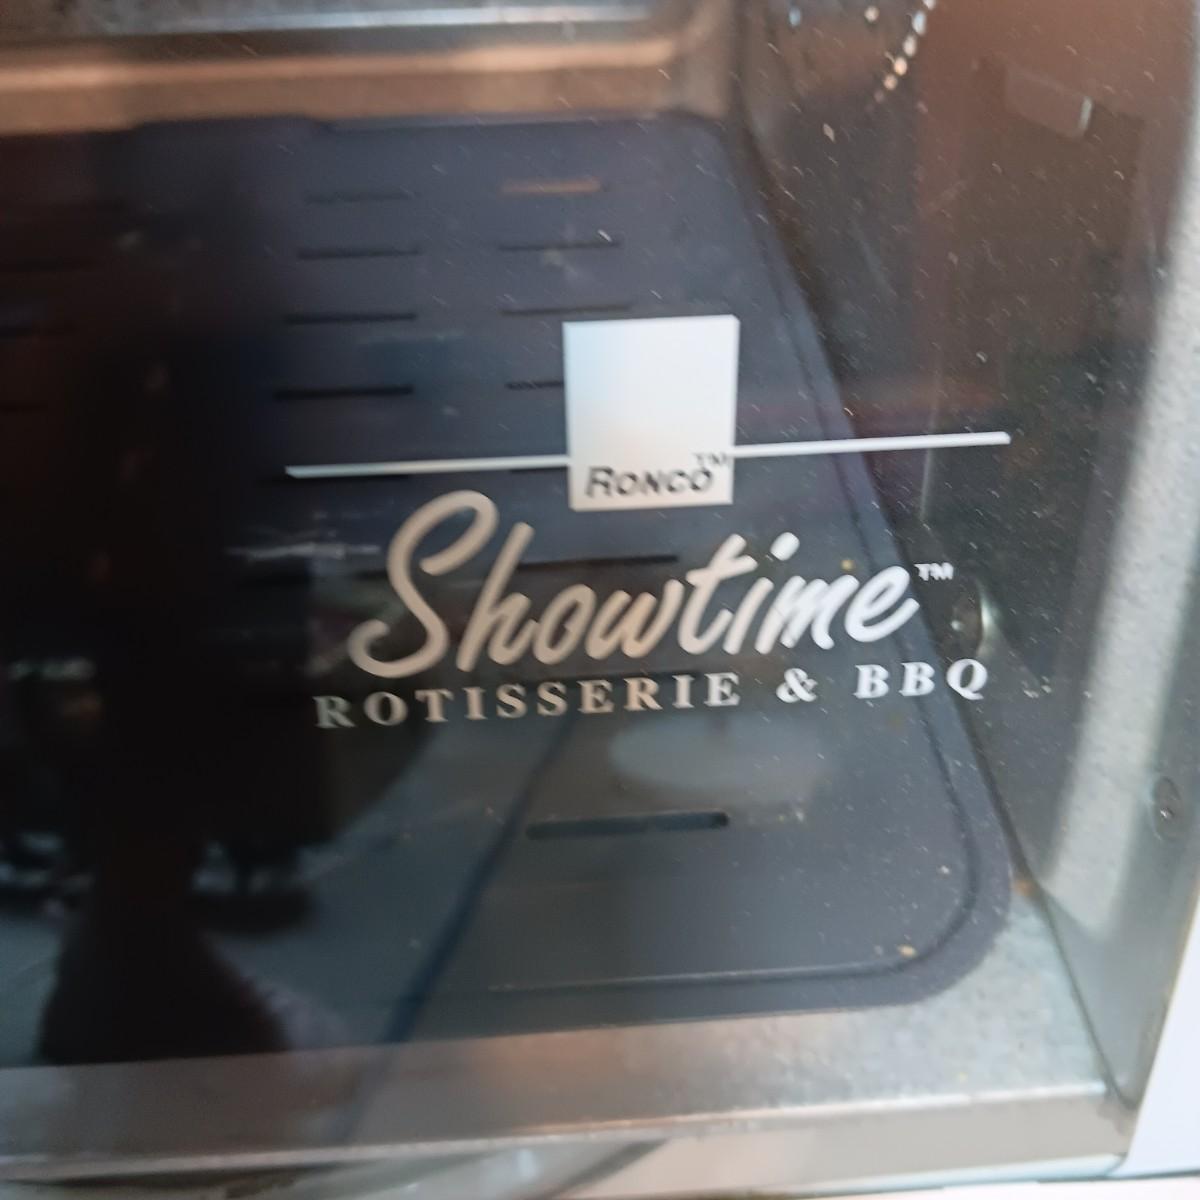 RONCO™
Showtime™
ROTISSERIE & BBQ